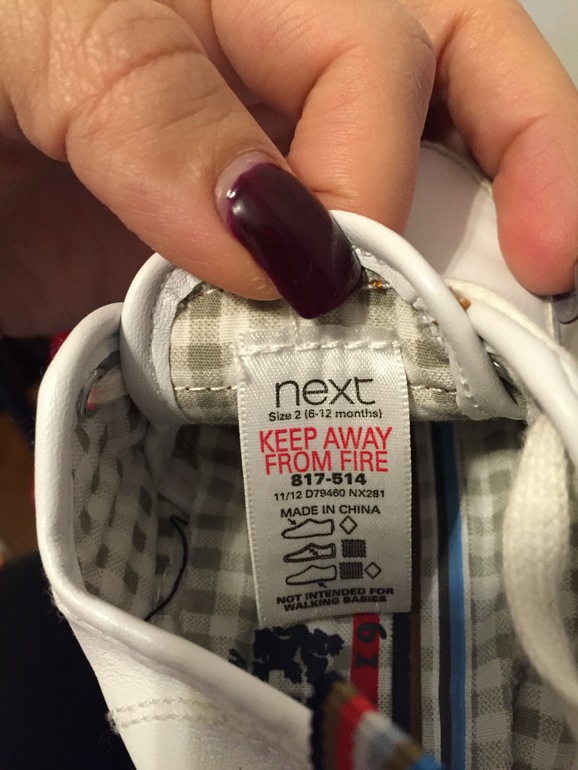 next
Size 2 (6-12 months)
KEEP AWAY
FROM FIRE
817-514
11/12 D79460 NX281
MADE IN CHINA
NOT INTENDED FOR
WALKING BABIES
19